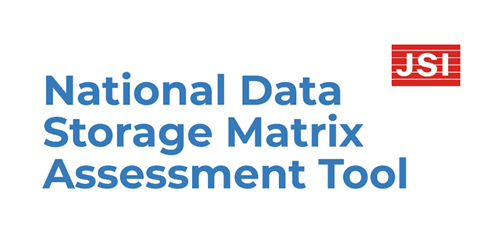 JSI
National Data
Storage Matrix
Assessment Tool